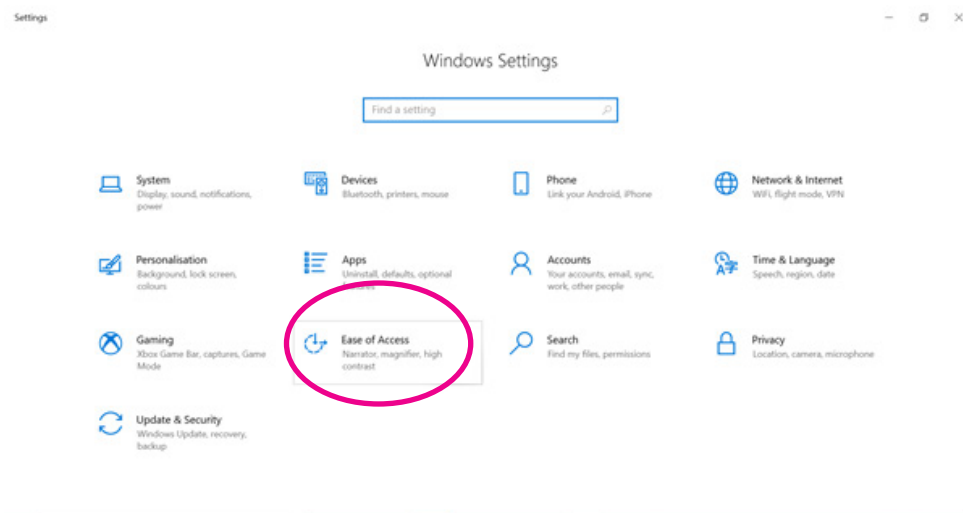 Settings
Windows Settings
Find a setting
System
Display, sound, notifications,
power
Devices
Bluetooth, printers, mouse
Phone
Link your Android, iPhone
Network & Internet
WiFi, flight mode, VPN
Personalisation
Background, lock screen,
colours
Apps
Uninstall, defaults, optional
features
Accounts
Your accounts, email, sync,
work, other people
Time & Language
Speech, region, date
Gaming
Xbox Game Bar, captures, Game
Mode
Ease of Access
Narrator, magnifier, high
contrast
Search
Find my files, permissions
Privacy
Location, camera, microphone
Update & Security
Windows Update, recovery,
backup